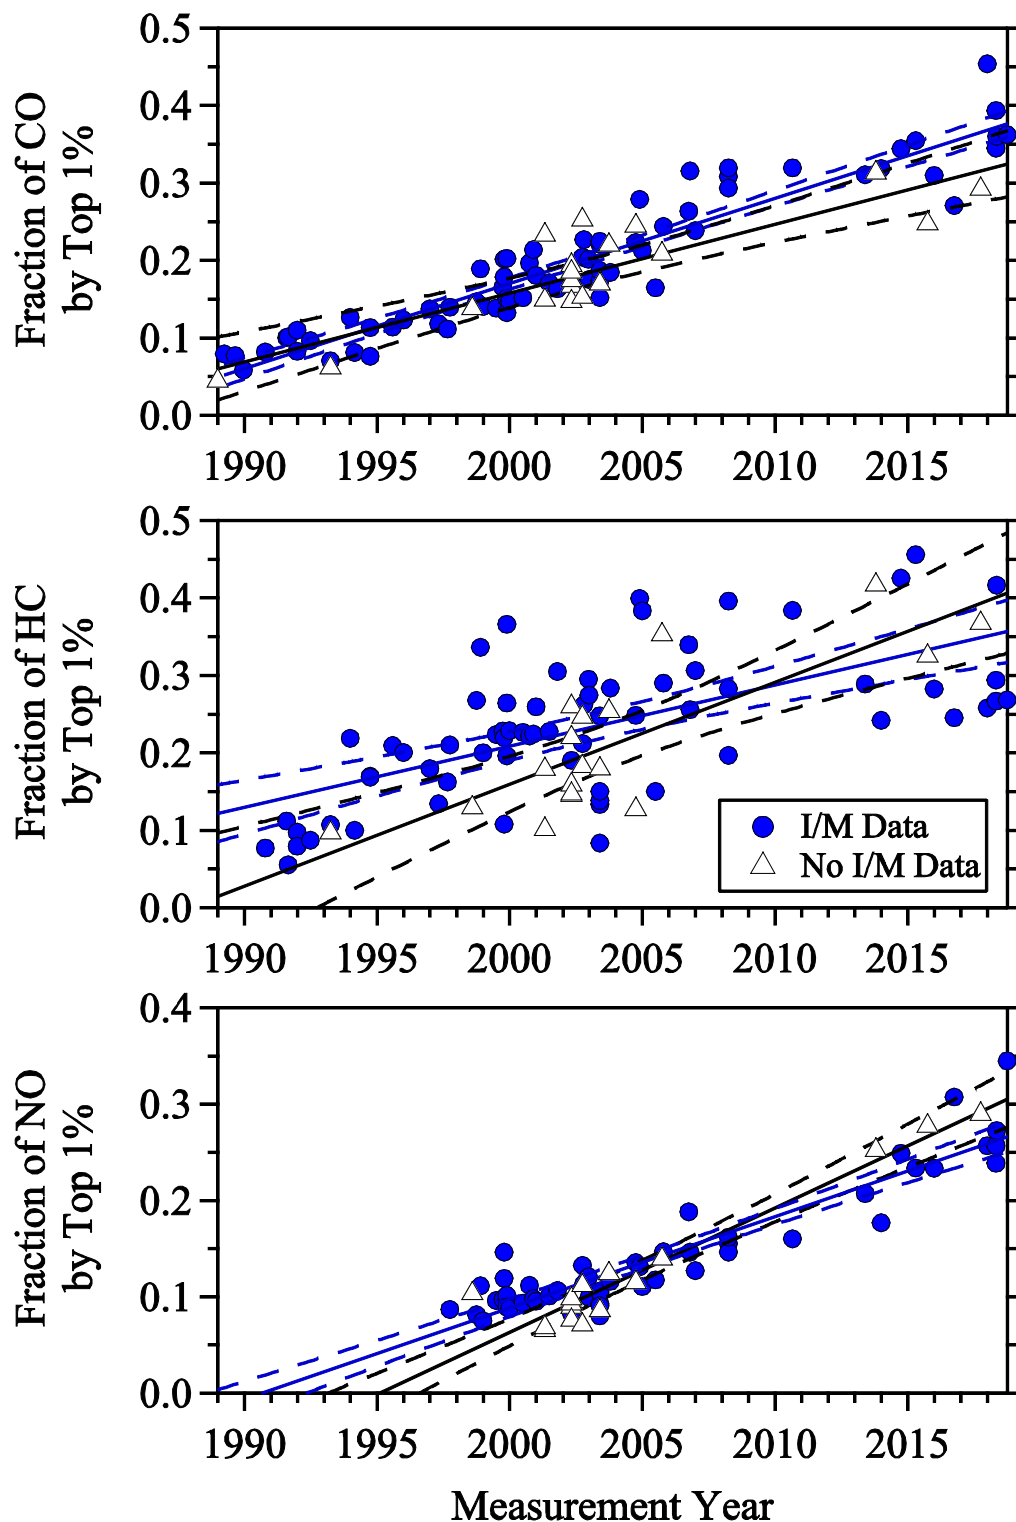 Fraction of CO
by Top 1%
0.5
0.4
0.3
0.2
0.1
0.0
1990 1995 2000 2005 2010 2015
Fraction of HC
by Top 1%
0.5
0.4
0.3
0.2
0.1
0.0
I/M Data
No I/M Data
1990 1995 2000 2005 2010 2015
Fraction of NO
by Top 1%
0.4
0.3
0.2
0.1
0.0
1990 1995 2000 2005 2010 2015
Measurement Year